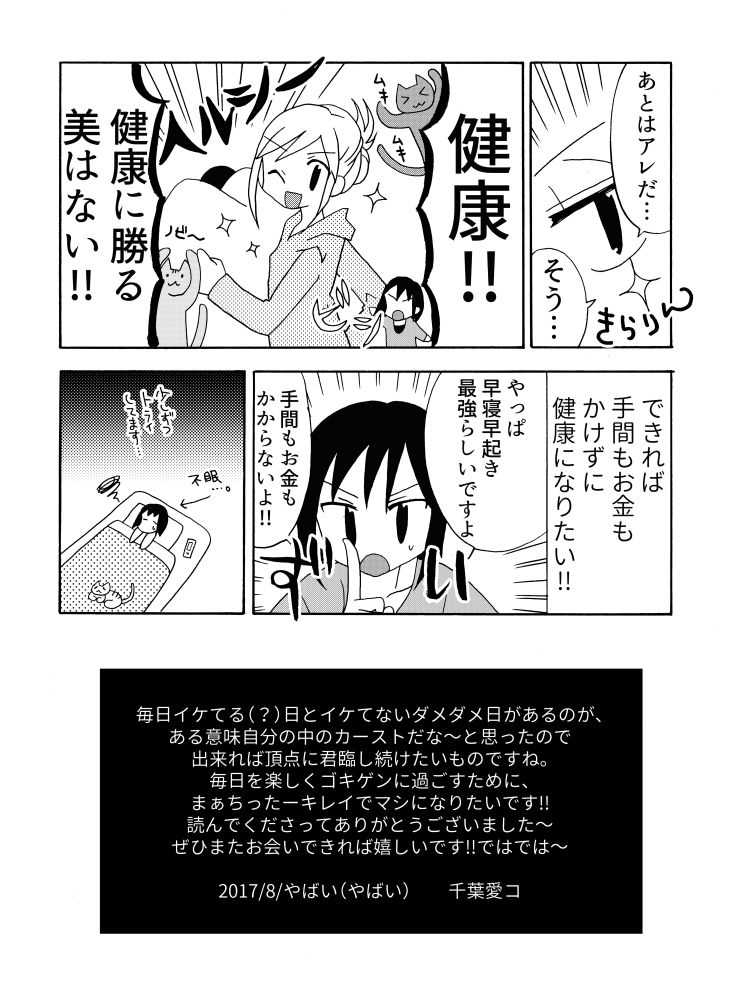 あとはアレだ…
そう…
きらりん
健康!!
ムキ
ムキ
ノビ〜
健康に勝る
美はない!!
できれば
手間もお金も
かけずに
健康になりたい!!
やっぱ
早寝早起き
最強らしいですよ
ずい
手間もお金も
かからないよ!!
少しずつ
トライ
してます…
不眠…。
毎日イケてる(？)日とイケてないダメダメ日があるのが、
ある意味自分の中のカーストだな〜と思ったので
出来れば頂点に君臨し続けたいものですね。
毎日を楽しくゴキゲンに過ごすために、
まぁちったーキレイでマシになりたいです!!
読んでくださってありがとうございました〜
ぜひまたお会いできれば嬉しいです!!ではでは〜
2017/8/やばい(やばい)　千葉愛コ